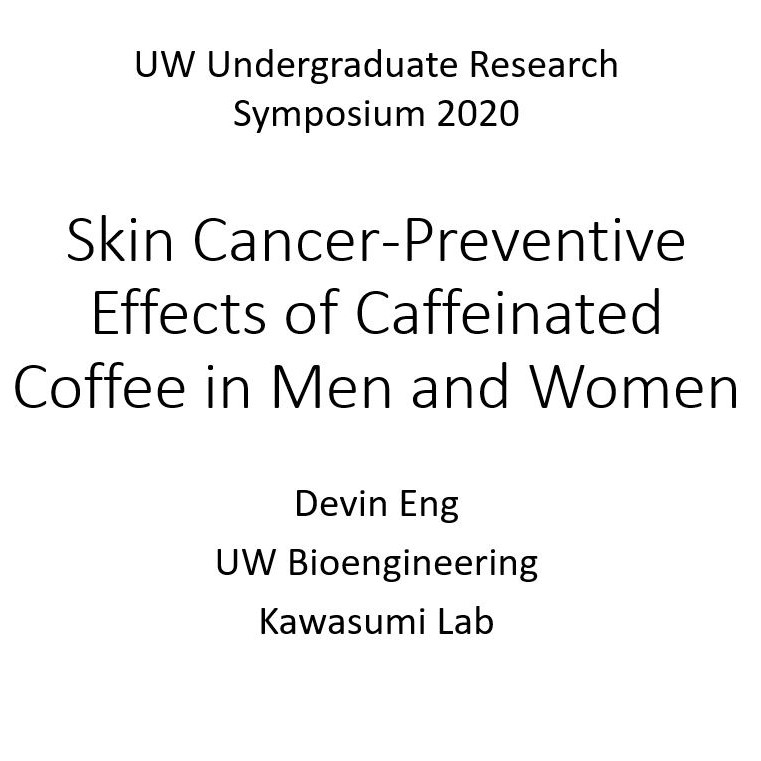 UW Undergraduate Research
Symposium 2020
Skin Cancer-Preventive
Effects of Caffeinated
Coffee in Men and Women
Devin Eng
UW Bioengineering
Kawasumi Lab